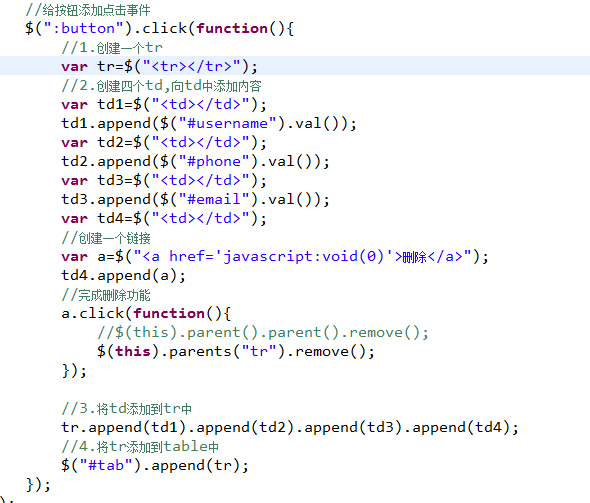 //给按钮添加点击事件
$(":button").click(function(){
//1.创建一个tr
var tr=$("<tr></tr>");
//2.创建四个td,向td中添加内容
var td1=$("<td></td>");
td1.append($("#username").val());
var td2=$("<td></td>");
td2.append($("#phone").val());
var td3=$("<td></td>");
td3.append($("#email").val());
var td4=$("<td></td>");
//创建一个链接
var a=$("<a href='javascript:void(0)'>删除</a>");
td4.append(a);
//完成删除功能
a.click(function(){
//$(this).parent().parent().remove();
$(this).parents("tr").remove();
});
//3.将td添加到tr中
tr.append(td1).append(td2).append(td3).append(td4);
//4.将tr添加到table中
$("#tab").append(tr);
});